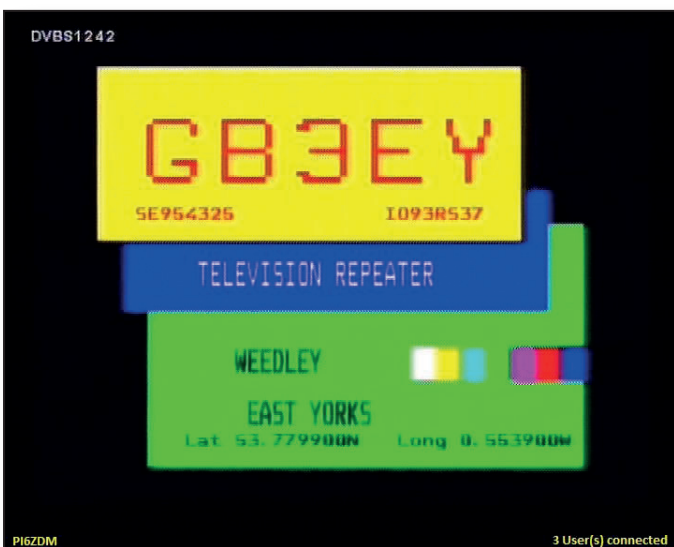 DVBS1242
GB3EY
SE954325 IO93RS37
TELEVISION REPEATER
WEEDLEY
EAST YORKS
Lat 53.779900N Long 0.553900W
PI6ZDM 3 User(s) connected